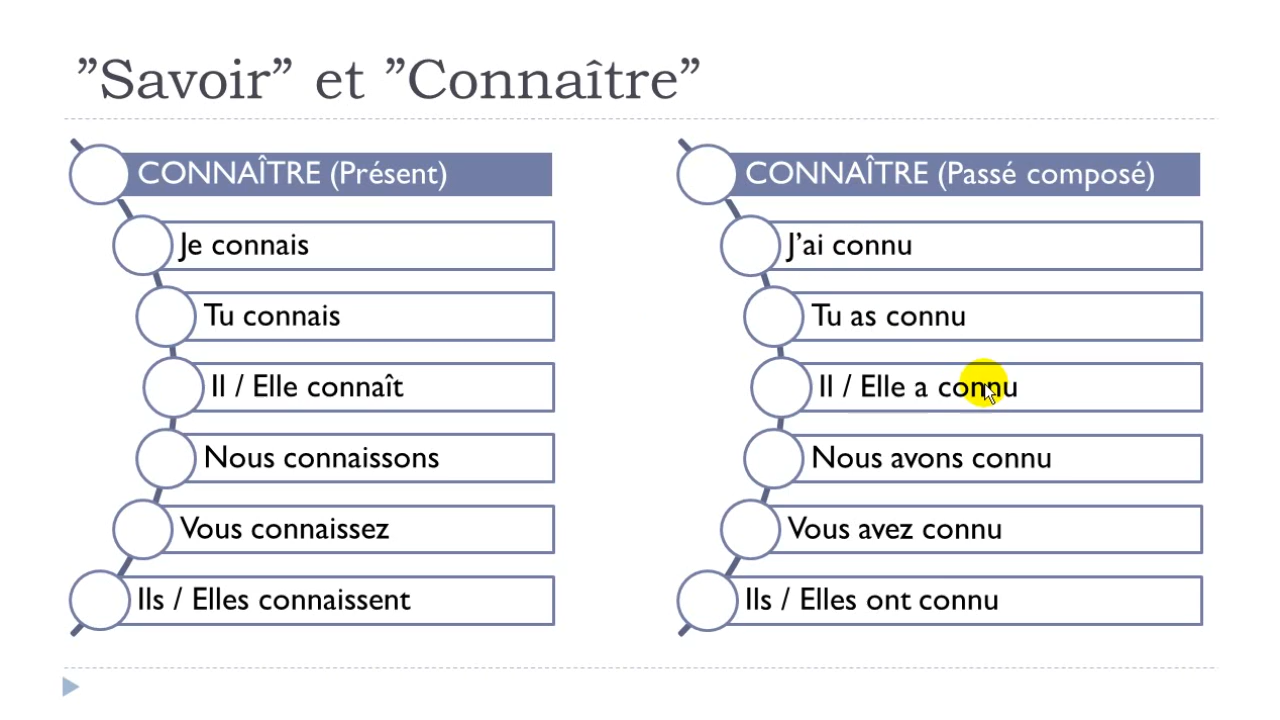 ”Savoir” et ”Connaître”
CONNAÎTRE (Présent)
Je connais
Tu connais
Il / Elle connaît
Nous connaissons
Vous connaissez
Ils / Elles connaissent
CONNAÎTRE (Passé composé)
J’ai connu
Tu as connu
Il / Elle a connu
Nous avons connu
Vous avez connu
Ils / Elles ont connu